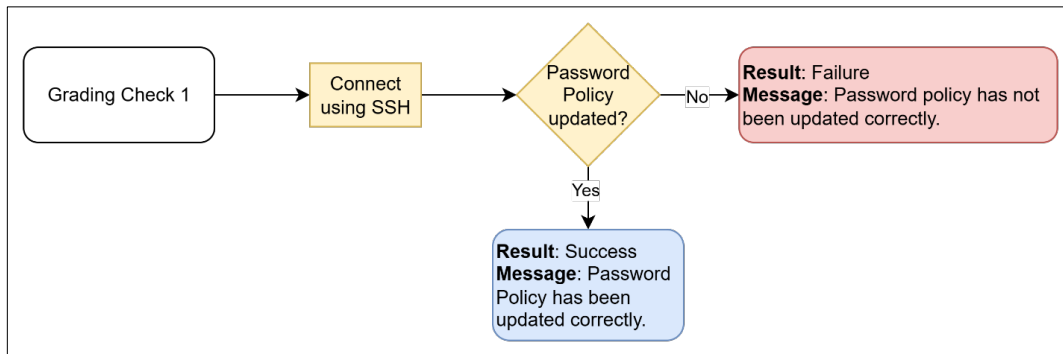 Grading Check 1
Connect
using SSH
Password
Policy
updated?
No
Result: Failure
Message: Password policy has not
been updated correctly.
Yes
Result: Success
Message: Password
Policy has been
updated correctly.